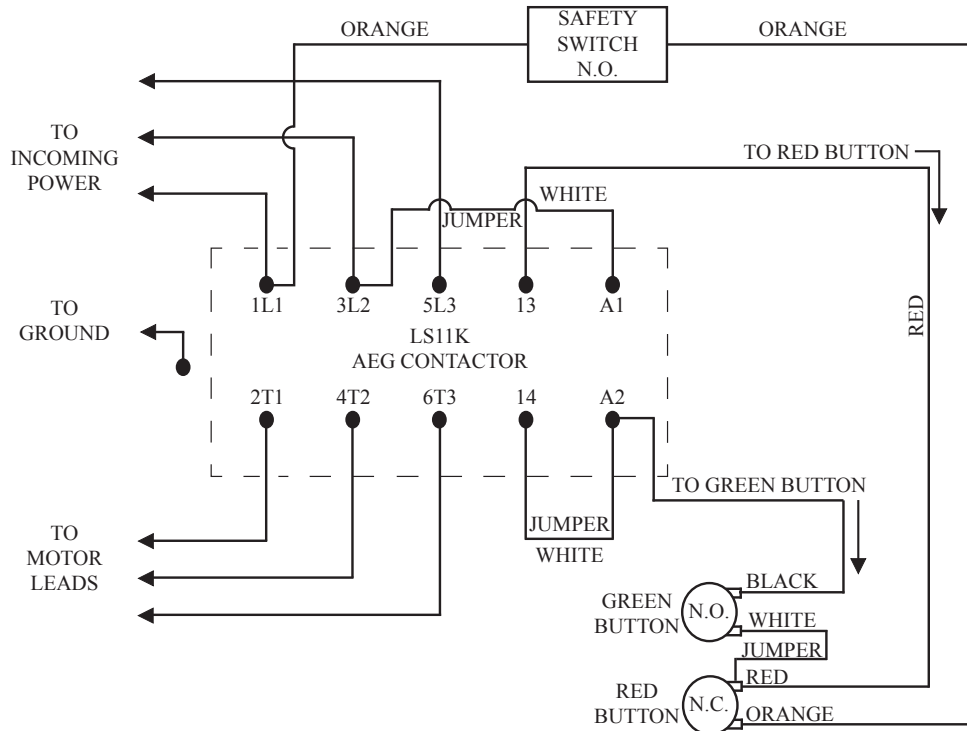 ORANGE
SAFETY
SWITCH
N.O.
ORANGE
TO
INCOMING
POWER
TO RED BUTTON
WHITE
JUMPER
1L1 3L2 5L3 13 A1
TO
GROUND
RED
LS11K
AEG CONTACTOR
2T1 4T2 6T3 14 A2
TO GREEN BUTTON
TO
MOTOR
LEADS
JUMPER
WHITE
BLACK
GREEN
BUTTON
N.O.
WHITE
JUMPER
RED
RED
BUTTON
N.C.
ORANGE